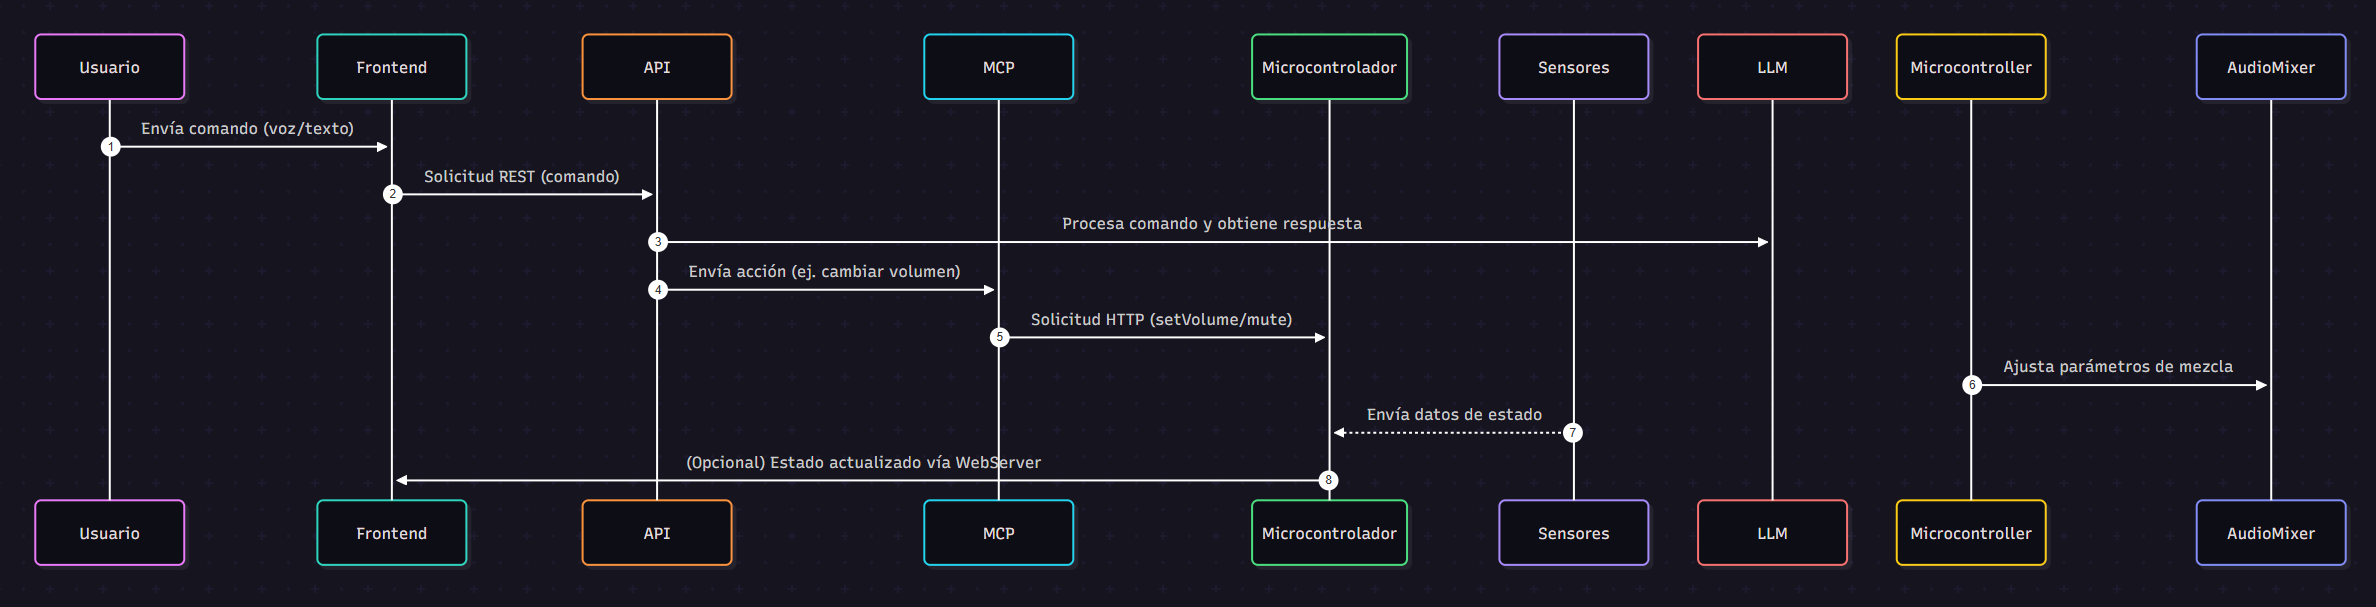 Usuario
Frontend
API
MCP
Microcontrolador
Sensores
LLM
Microcontroller
AudioMixer
Envía comando (voz/texto)
1
Solicitud REST (comando)
2
Procesa comando y obtiene respuesta
3
Envía acción (ej. cambiar volumen)
4
Solicitud HTTP (setVolume/mute)
5
Ajusta parámetros de mezcla
6
Envía datos de estado
7
(Opcional) Estado actualizado vía WebServer
8
Usuario
Frontend
API
MCP
Microcontrolador
Sensores
LLM
Microcontroller
AudioMixer